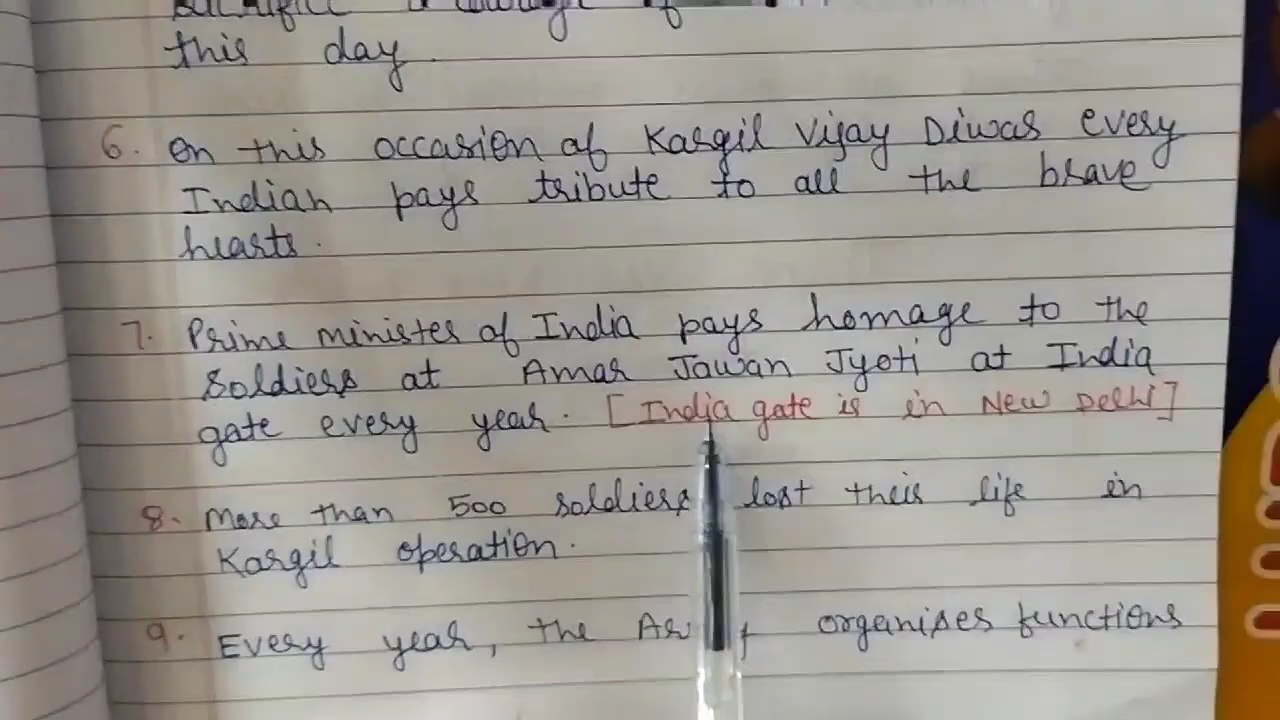 this day.
6. On this occasion of Kargil Vijay Diwas every
Indian pays tribute to all the brave
hearts.
7. Prime minister of India pays homage to the
soldiers at Amar Jawan Jyoti at India
gate every year. [India gate is in New Delhi]
8. More than 500 soldiers lost their life in
Kargil operation.
9. Every year, the organises functions